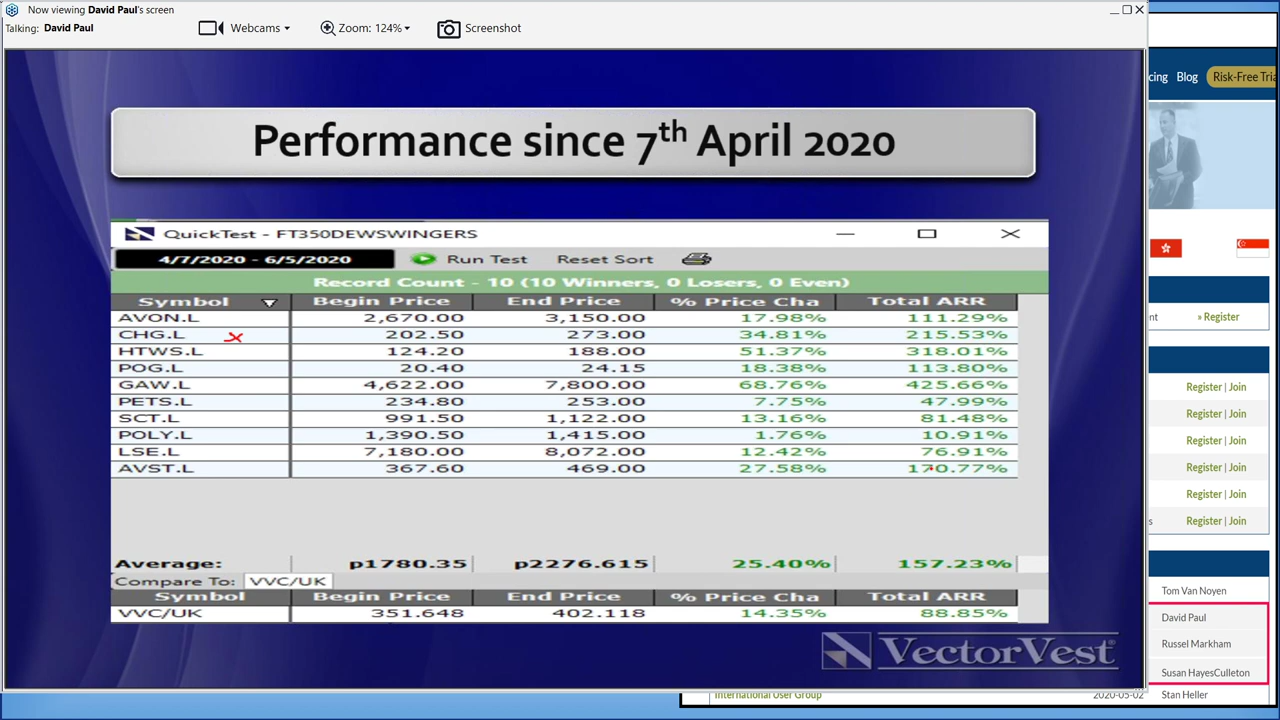 Now viewing David Paul's screen
Talking: David Paul
Webcams
Zoom: 124%
Screenshot
Performance since 7th April 2020
QuickTest - FT350DEWSWINGERS
4/7/2020 - 6/5/2020 Run Test Reset Sort
Record Count - 10 (10 Winners, 0 Losers, 0 Even)
Symbol Begin Price End Price % Price Cha Total ARR
AVON.L 2,670.00 3,150.00 17.98% 111.29%
CHG.L 202.50 273.00 34.81% 215.53%
HTWS.L 124.20 188.00 51.37% 318.01%
POG.L 20.40 24.15 18.38% 113.80%
GAW.L 4,622.00 7,800.00 68.76% 425.66%
PETS.L 234.80 253.00 7.75% 47.99%
SCT.L 991.50 1,122.00 13.16% 81.48%
POLY.L 1,390.50 1,415.00 1.76% 10.91%
LSE.L 7,180.00 8,072.00 12.42% 76.91%
AVST.L 367.60 469.00 27.58% 170.77%
Average: p1780.35 p2276.615 25.40% 157.23%
Compare To: VVC/UK
Symbol Begin Price End Price % Price Cha Total ARR
VVC/UK 351.648 402.118 14.35% 88.85%
VectorVest
cing Blog Risk-Free Tria
nt » Register
Register | Join
Register | Join
Register | Join
Register | Join
Register | Join
s Register | Join
Tom Van Noyen
David Paul
Russel Markham
Susan HayesCulleton
International User Group 2020-05-02 Stan Heller